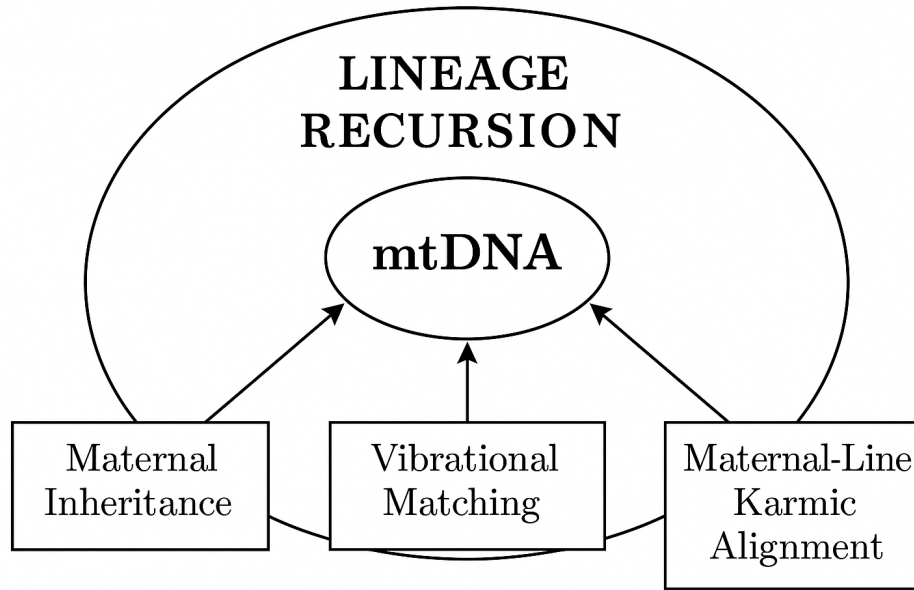 LINEAGE
RECURSION
mtDNA
Maternal
Inheritance
Vibrational
Matching
Maternal-Line
Karmic
Alignment